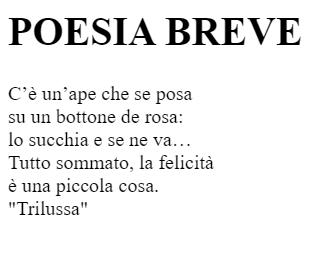 POESIA BREVE
C’è un’ape che se posa
su un bottone de rosa:
lo succhia e se ne va…
Tutto sommato, la felicità
è una piccola cosa.
"Trilussa"